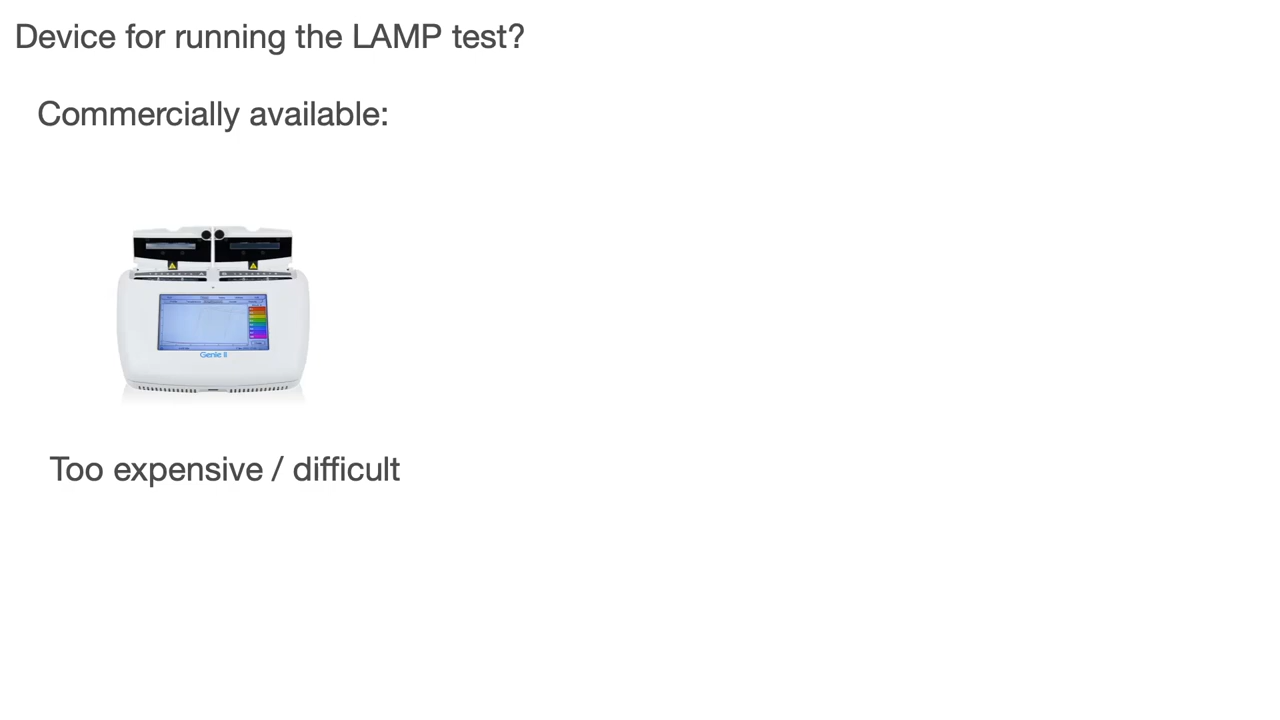 Device for running the LAMP test?
Commercially available:
Genie II
Too expensive / difficult